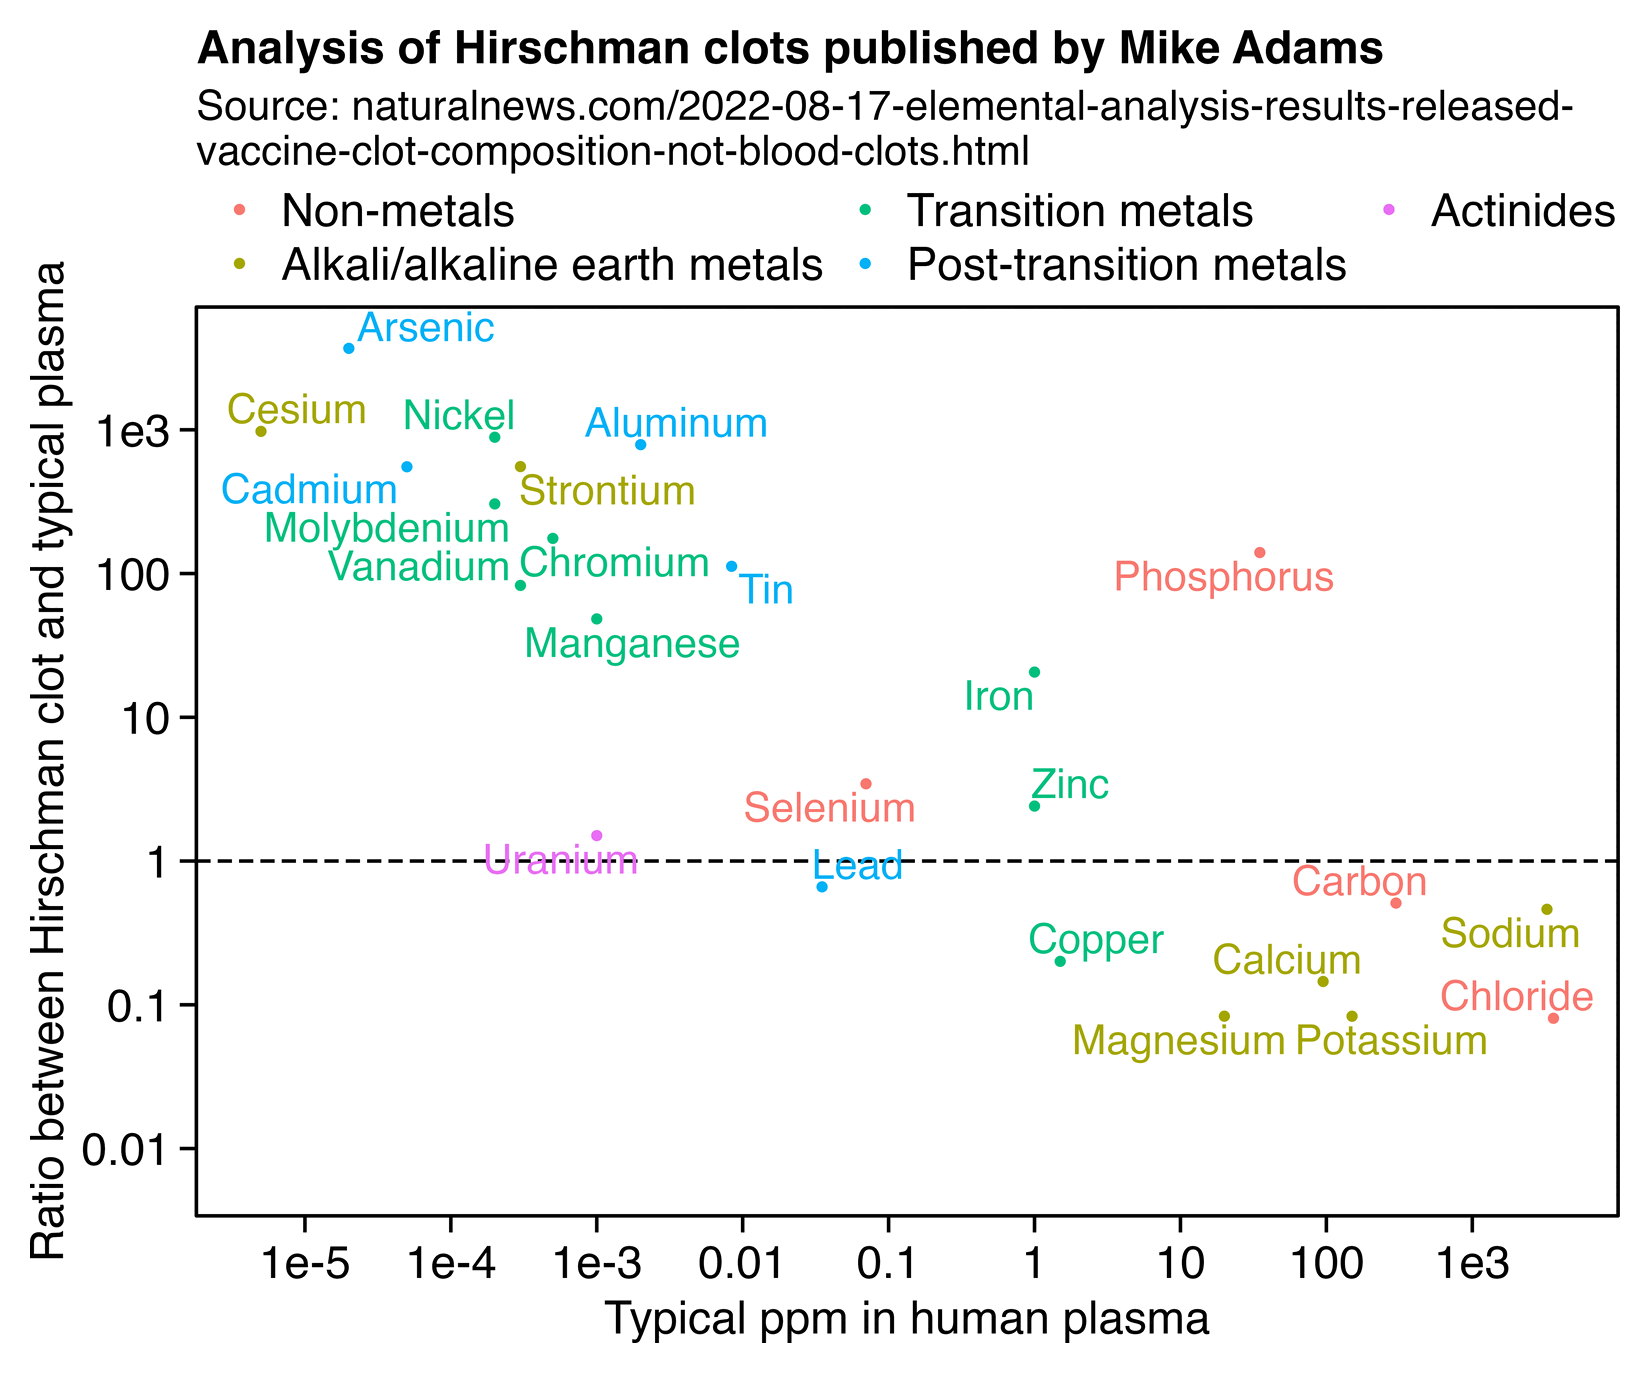 Analysis of Hirschman clots published by Mike Adams
Source: naturalnews.com/2022-08-17-elemental-analysis-results-released-
vaccine-clot-composition-not-blood-clots.html
Non-metals
Transition metals
Actinides
Alkali/alkaline earth metals
Post-transition metals
Ratio between Hirschman clot and typical plasma
Arsenic
Cesium
Nickel
Aluminum
1e3
Cadmium
Strontium
Molybdenum
Vanadium
Chromium
100
Tin
Phosphorus
Manganese
Iron
10
Zinc
Selenium
Uranium
1
Lead
Carbon
Copper
Sodium
Calcium
Chloride
0.1
Magnesium
Potassium
0.01
1e-5
1e-4
1e-3
0.01
0.1
1
10
100
1e3
Typical ppm in human plasma